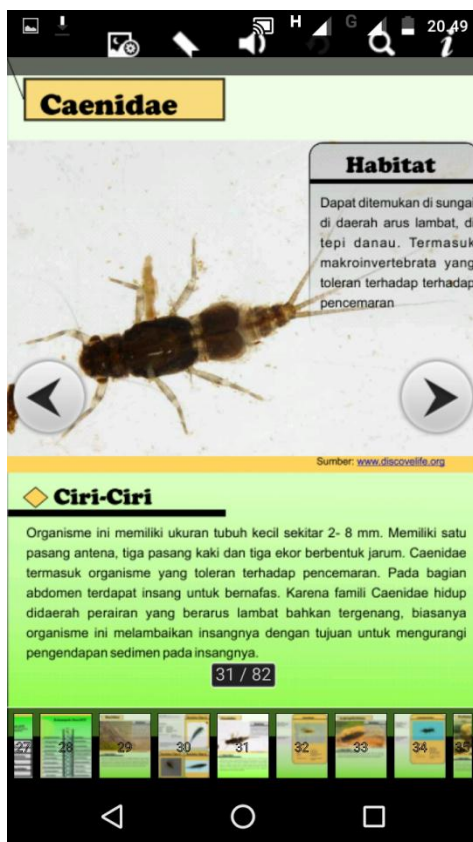 H
G
20.49
Caenidae
Habitat
Dapat ditemukan di sungai
di daerah arus lambat, di
tepi danau. Termasuk
makroinvertebrata yang
toleran terhadap terhadap
pencemaran
Sumber: www.discovelife.org
Ciri-Ciri
Organisme ini memiliki ukuran tubuh kecil sekitar 2- 8 mm. Memiliki satu
pasang antena, tiga pasang kaki dan tiga ekor berbentuk jarum. Caenidae
termasuk organisme yang toleran terhadap pencemaran. Pada bagian
abdomen terdapat insang untuk bernafas. Karena famili Caenidae hidup
didaerah perairan yang berarus lambat bahkan tergenang, biasanya
organisme ini melambaikan insangnya dengan tujuan untuk mengurangi
pengendapan sedimen pada insangnya.
31 / 82
27 28 29 30 31 32 33 34 35